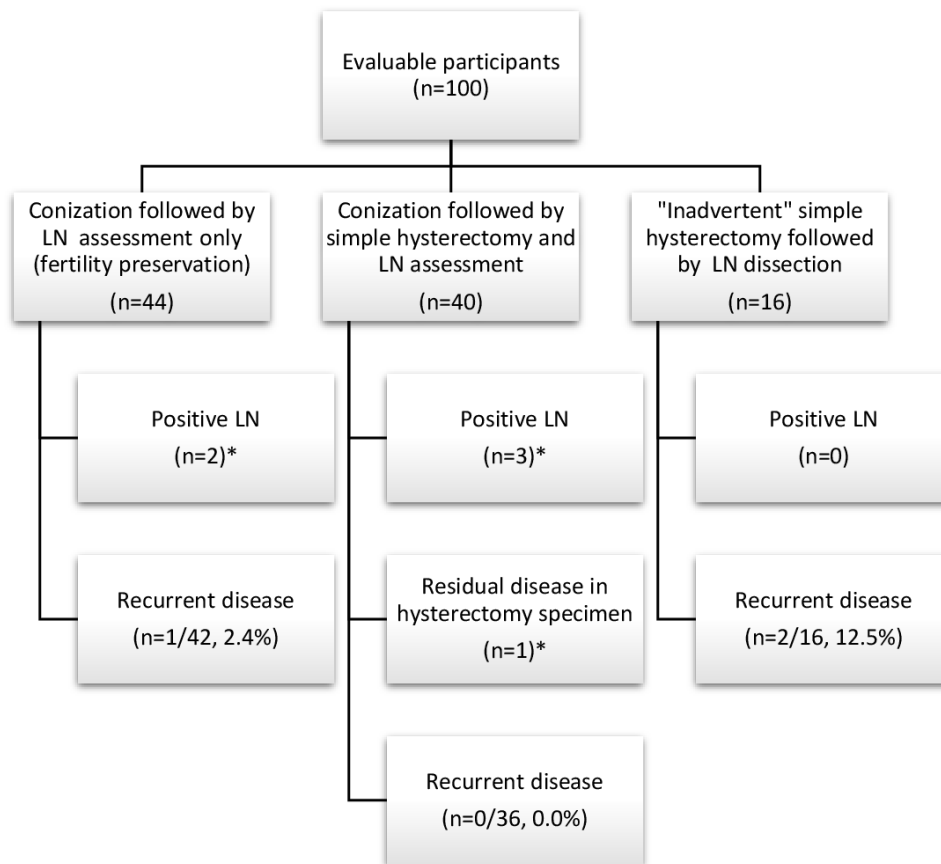 Evaluable participants
(n=100)
Conization followed by
LN assessment only
(fertility preservation)
(n=44)
Conization followed by
simple hysterectomy and
LN assessment
(n=40)
"Inadvertent" simple
hysterectomy followed
by LN dissection
(n=16)
Positive LN
(n=2)*
Positive LN
(n=3)*
Positive LN
(n=0)
Recurrent disease
(n=1/42, 2.4%)
Residual disease in
hysterectomy specimen
(n=1)*
Recurrent disease
(n=2/16, 12.5%)
Recurrent disease
(n=0/36, 0.0%)